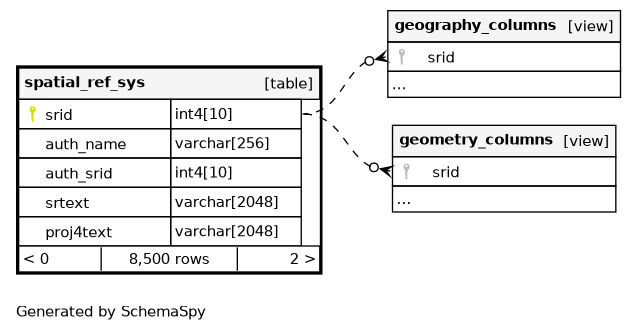 geography_columns [view]
srid
...
spatial_ref_sys [table]
srid int4[10]
auth_name varchar[256]
auth_srid int4[10]
srtext varchar[2048]
proj4text varchar[2048]
< 0 8,500 rows 2 >
geometry_columns [view]
srid
...
Generated by SchemaSpy